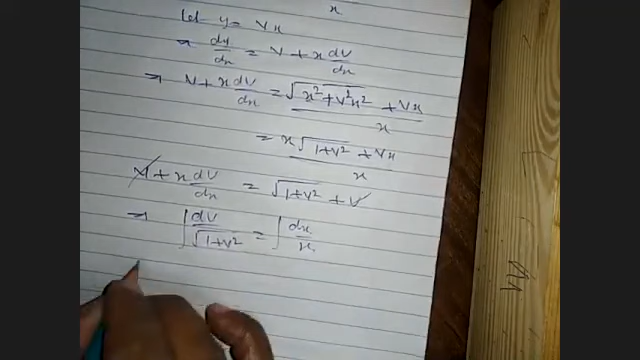 x
Let y = vx
→ dy/dx = v + x dv/dx
→ v + x dv/dx = √(x² + v²x²) + vx / x
= x√(1+v²) + vx / x
v + x dv/dx = √(1+v²) + v
→ ∫ dv/√(1+v²) = ∫ dx/x